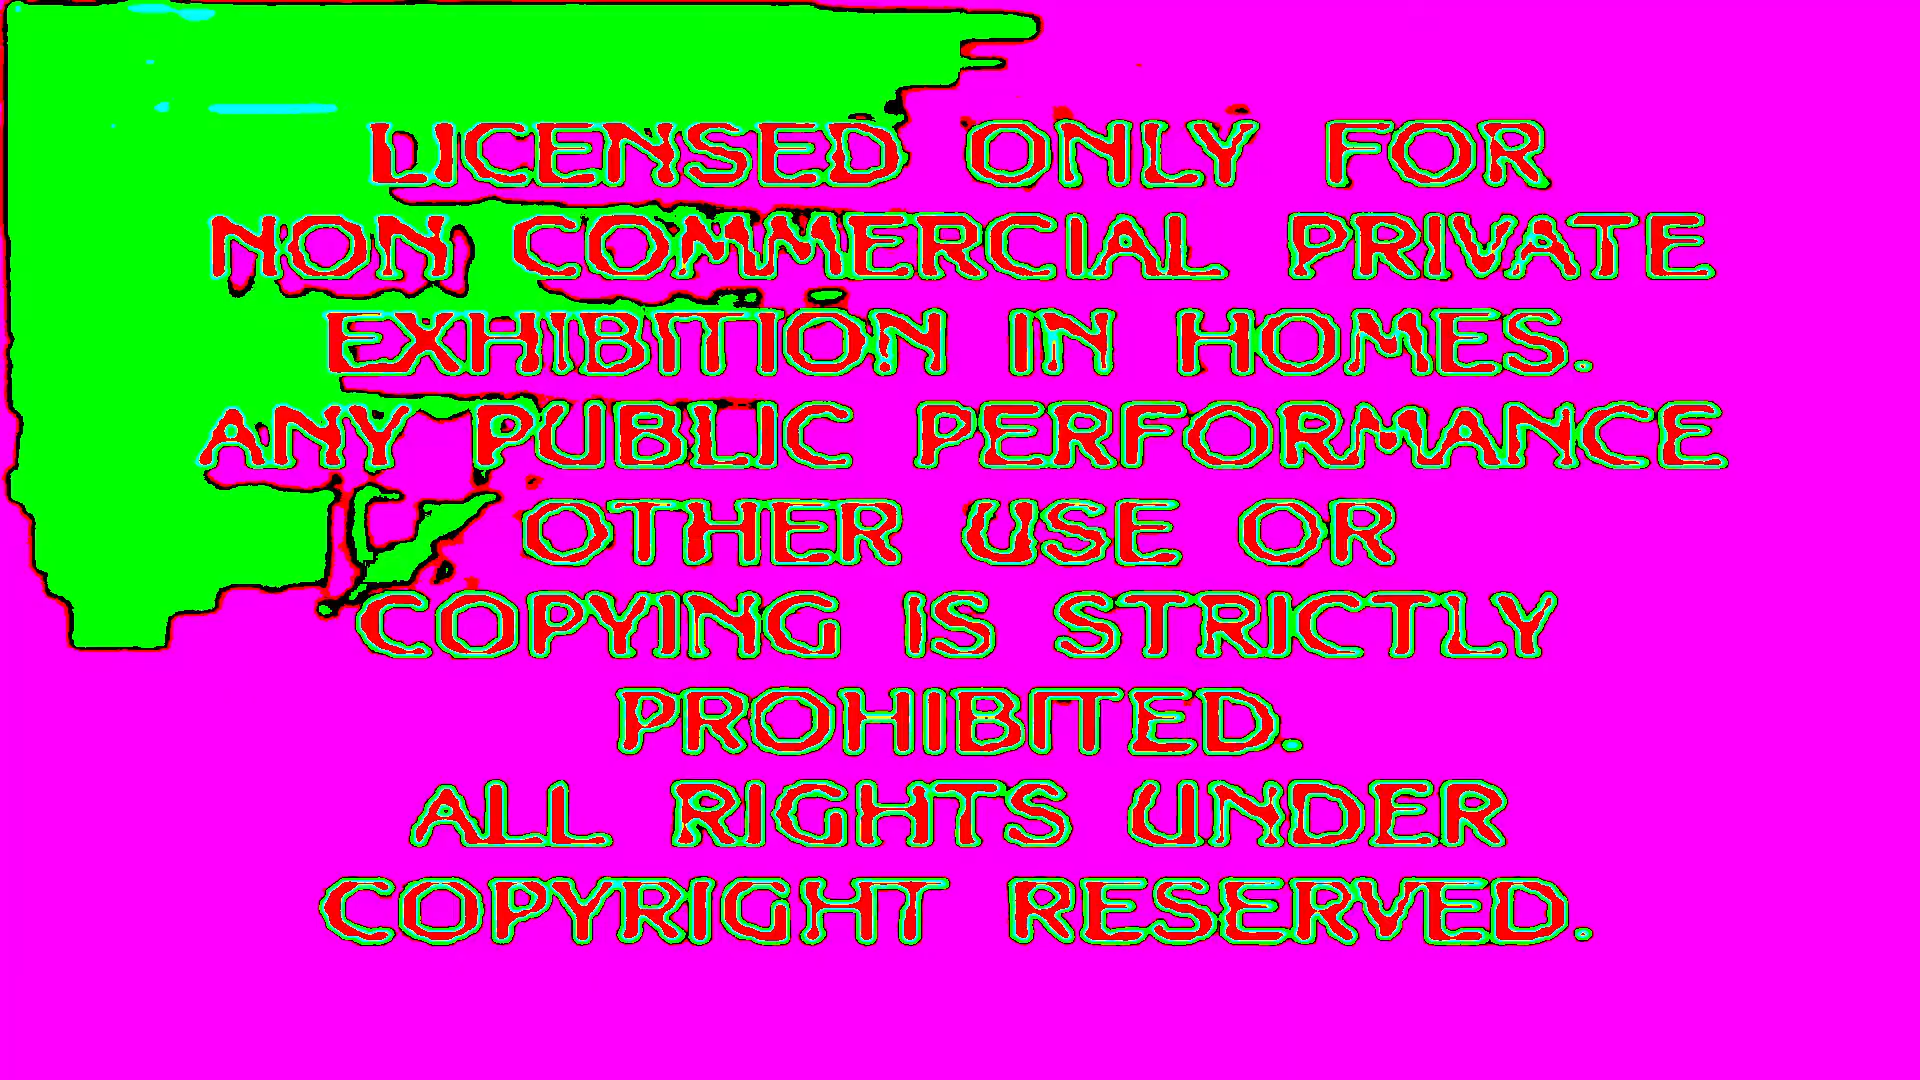 LICENSED ONLY FOR
NON COMMERCIAL PRIVATE
EXHIBITION IN HOMES.
ANY PUBLIC PERFORMANCE
OTHER USE OR
COPYING IS STRICTLY
PROHIBITED.
ALL RIGHTS UNDER
COPYRIGHT RESERVED.